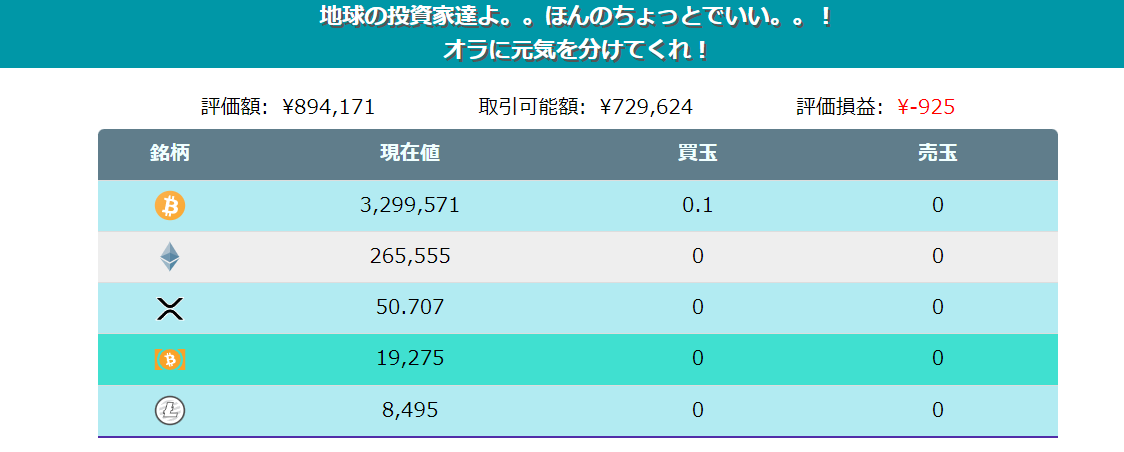 地球の投資家達よ。。ほんのちょっとでいい。。！
オラに元気を分けてくれ！
評価額: ¥894,171 取引可能額: ¥729,624 評価損益: ¥-925
銘柄 現在値 買玉 売玉
3,299,571 0.1 0
265,555 0 0
50.707 0 0
19,275 0 0
8,495 0 0